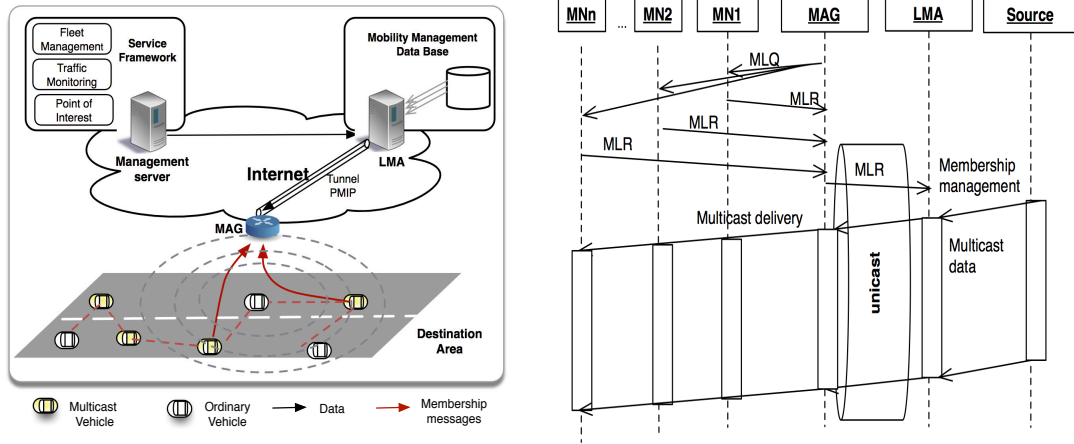 Fleet
Management
Traffic
Monitoring
Point of
Interest
Service
Framework
Management
server
Mobility Management
Data Base
LMA
Internet
Tunnel
PMIP
MAG
Destination
Area
Multicast
Vehicle
Ordinary
Vehicle
Data
Membership
messages
MNn
...
MN2
MN1
MAG
LMA
Source
MLQ
MLR
MLR
MLR
MLR
Membership
management
Multicast delivery
Multicast
data
unicast